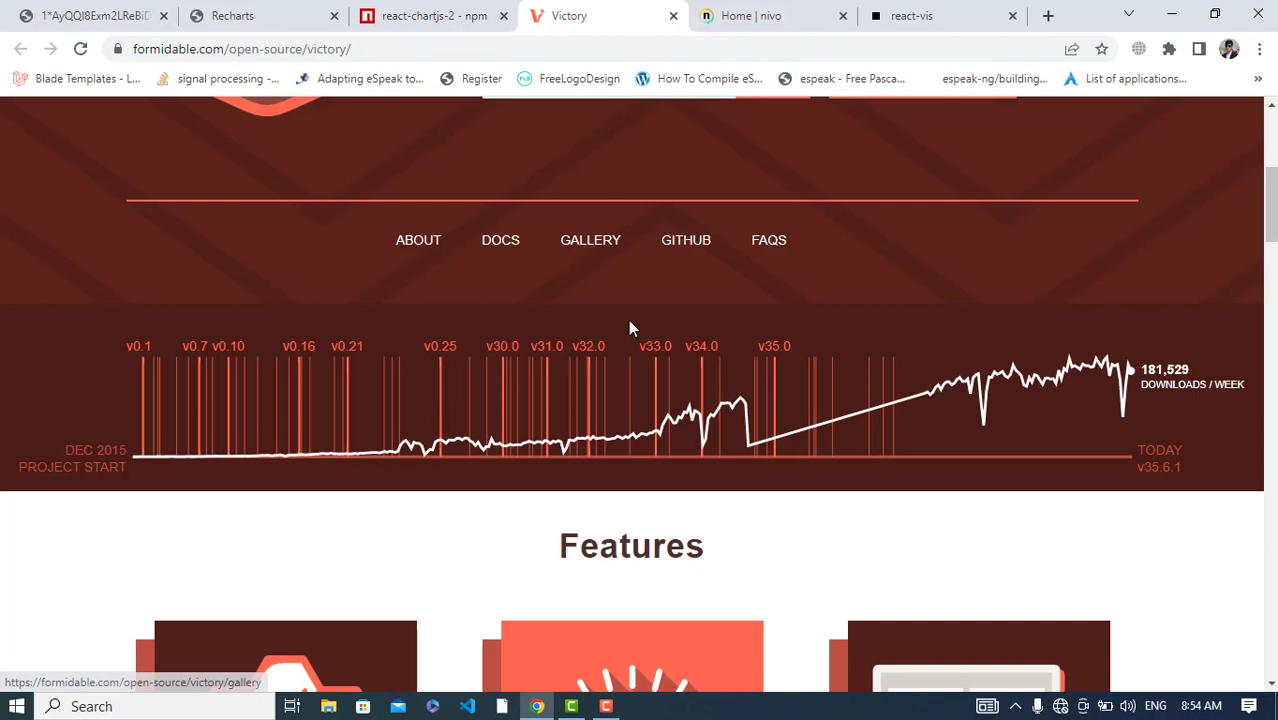 1*AyQQI8Exm2LReBiD
Recharts
react-chartjs-2 - npm
Victory
Home | nivo
react-vis
formidable.com/open-source/victory/
Blade Templates - L...
signal processing -...
Adapting eSpeak to...
Register
FreeLogoDesign
How To Compile eS...
espeak - Free Pasca...
espeak-ng/building...
List of applications...
»
ABOUT DOCS GALLERY GITHUB FAQS
v0.1 v0.7 v0.10 v0.16 v0.21 v0.25 v30.0 v31.0 v32.0 v33.0 v34.0 v35.0
181,529
DOWNLOADS / WEEK
DEC 2015
PROJECT START
TODAY
v35.6.1
Features
https://formidable.com/open-source/victory/gallery
Search
ENG
8:54 AM